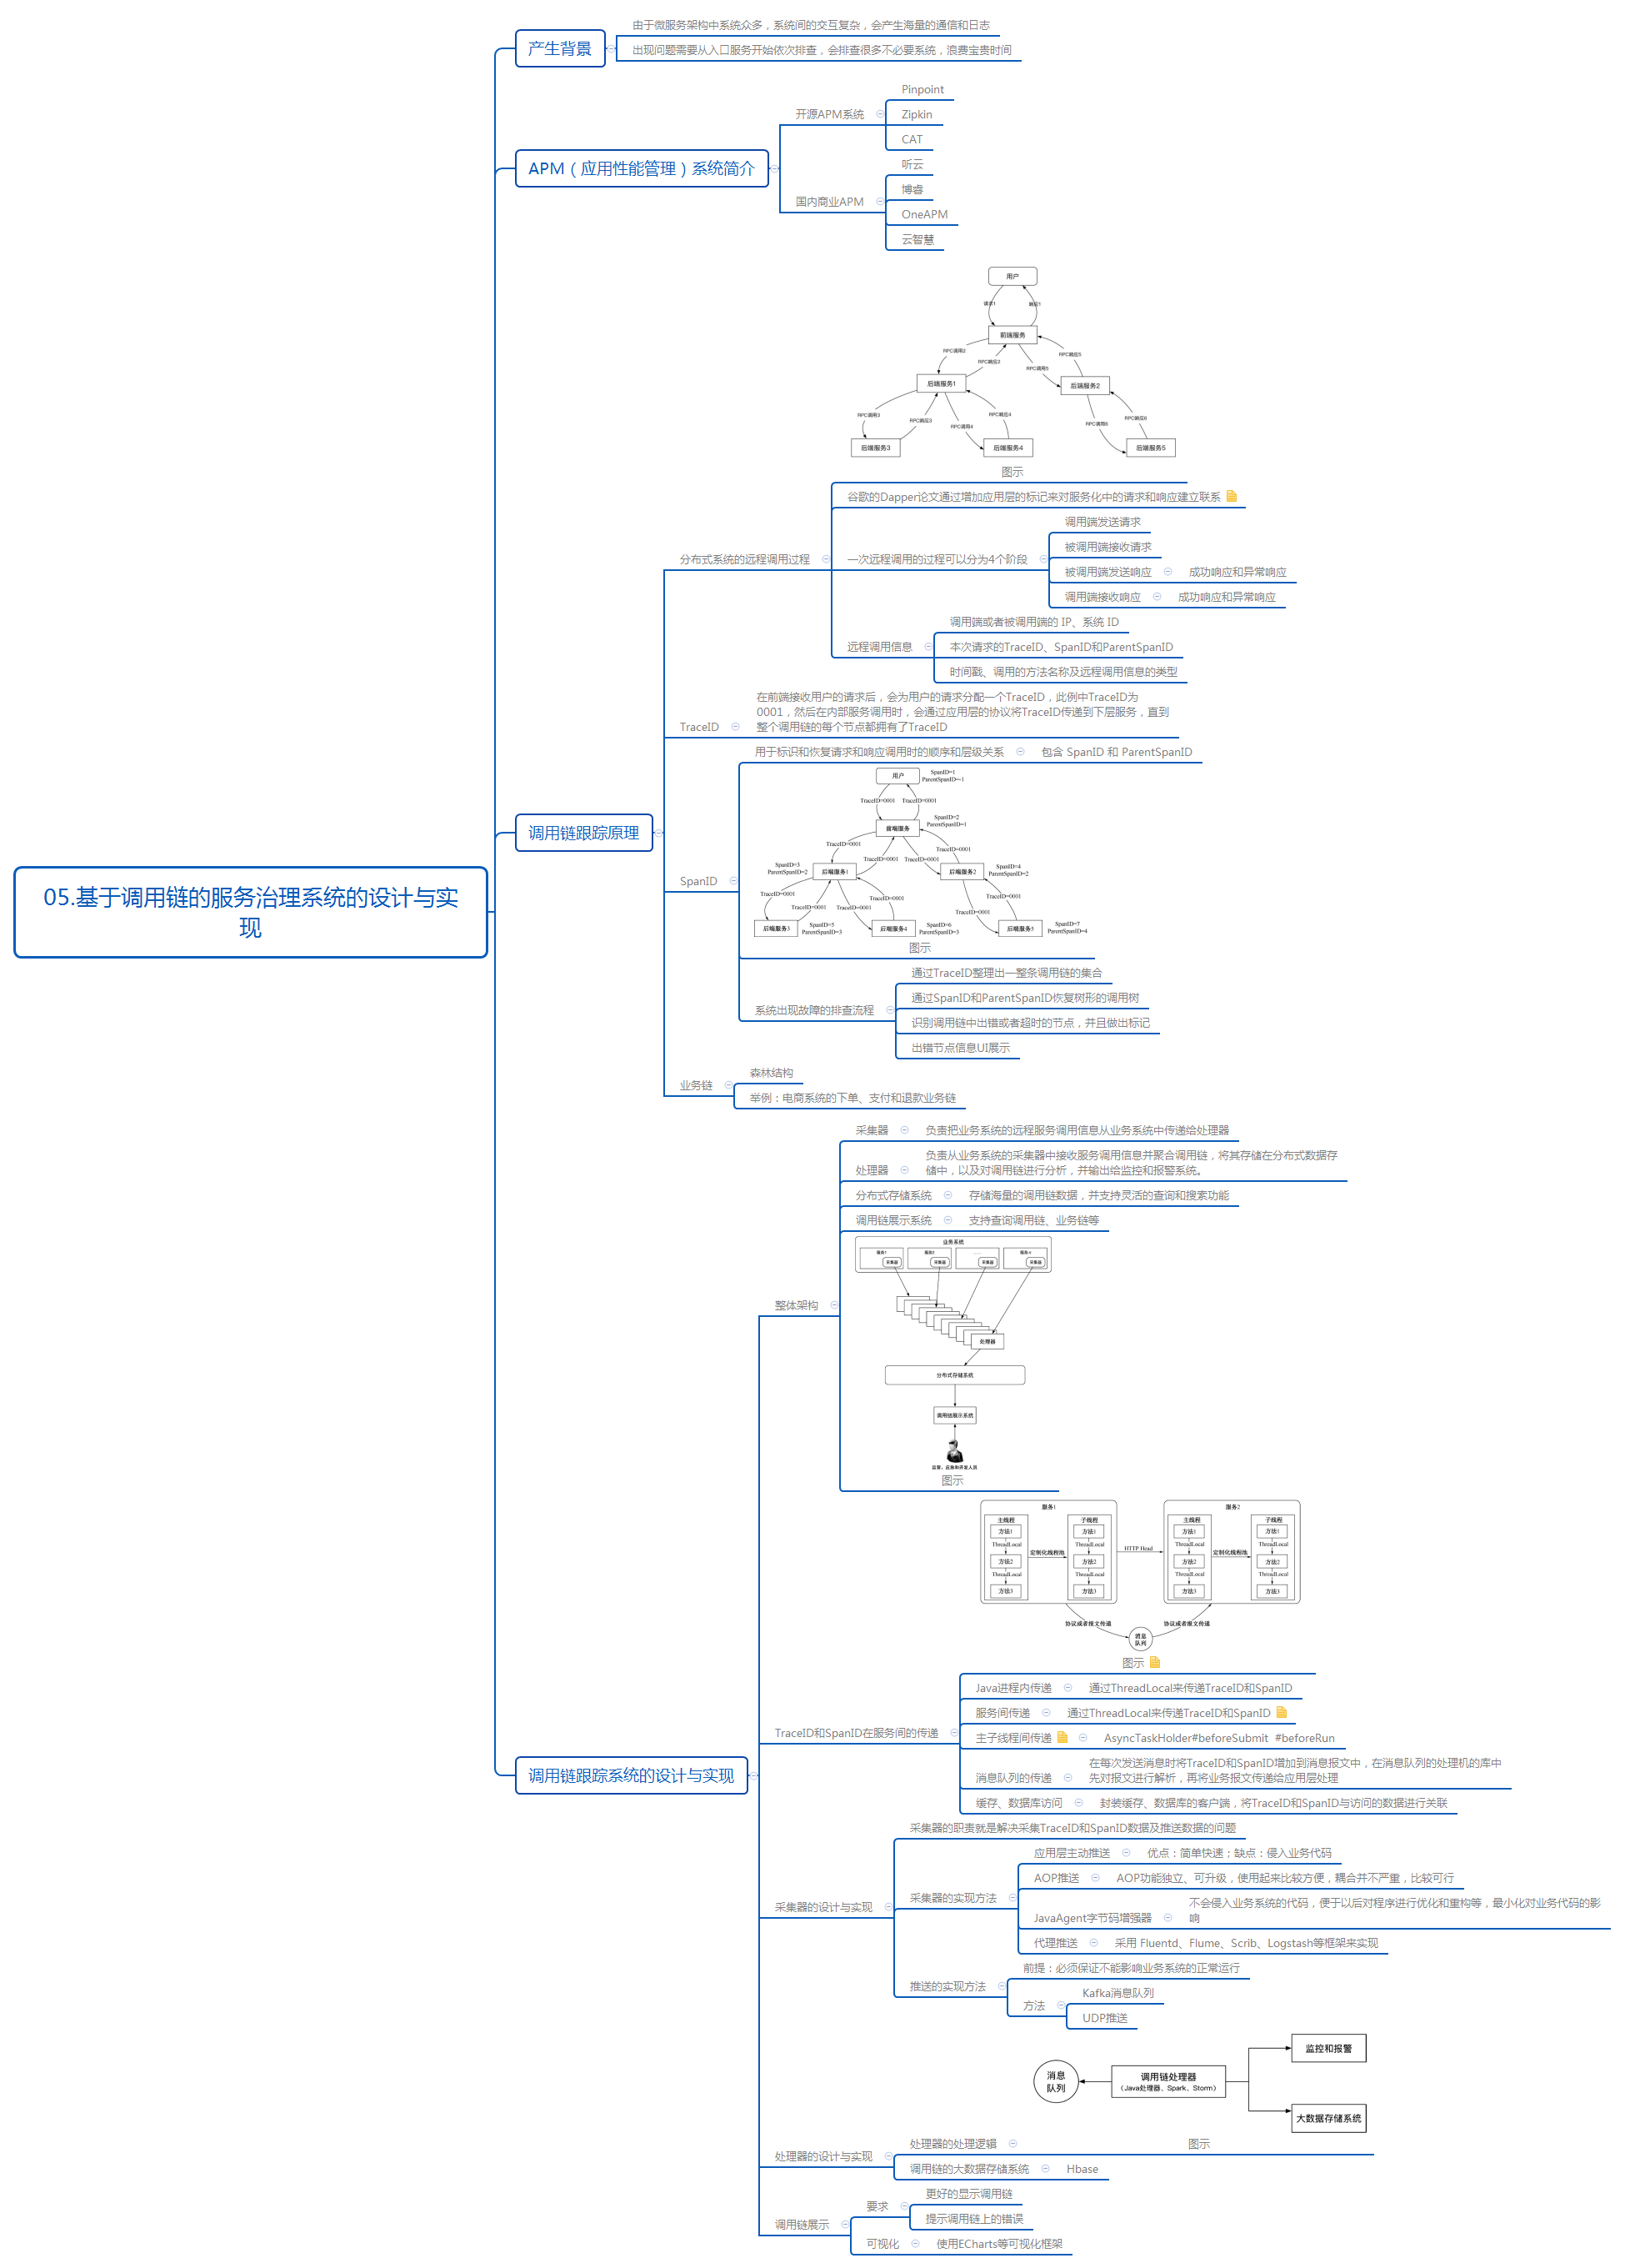 05.基于调用链的服务治理系统的设计与实
现
产生背景
由于微服务架构中系统众多，系统间的交互复杂，会产生海量的通信和日志
出现问题需要从入口服务开始依次排查，会排查很多不必要系统，浪费宝贵时间
APM（应用性能管理）系统简介
开源APM系统
Pinpoint
Zipkin
CAT
国内商业APM
听云
博睿
OneAPM
云智慧
调用链跟踪原理
分布式系统的远程调用过程
用户
请求1
响应1
前端服务
RPC调用2
RPC响应2
RPC调用5
RPC响应5
后端服务1
后端服务2
RPC调用3
RPC响应3
RPC调用4
RPC响应4
RPC调用6
RPC响应6
后端服务3
后端服务4
后端服务5
图示
谷歌的Dapper论文通过增加应用层的标记来对服务化中的请求和响应建立联系
一次远程调用的过程可以分为4个阶段
调用端发送请求
被调用端接收请求
被调用端发送响应
成功响应和异常响应
调用端接收响应
成功响应和异常响应
远程调用信息
调用端或者被调用端的 IP、系统 ID
本次请求的TraceID、SpanID和ParentSpanID
时间戳、调用的方法名称及远程调用信息的类型
TraceID
在前端接收用户的请求后，会为用户的请求分配一个TraceID，此例中TraceID为
0001，然后在内部服务调用时，会通过应用层的协议将TraceID传递到下层服务，直到
整个调用链的每个节点都拥有了TraceID
SpanID
用于标识和恢复请求和响应调用时的顺序和层级关系
包含 SpanID 和 ParentSpanID
用户
SpanID=1
ParentSpanID=-1
TraceID=0001
TraceID=0001
前端服务
SpanID=2
ParentSpanID=1
TraceID=0001
TraceID=0001
TraceID=0001
TraceID=0001
SpanID=3
ParentSpanID=2
后端服务1
后端服务2
SpanID=4
ParentSpanID=2
TraceID=0001
TraceID=0001
TraceID=0001
TraceID=0001
TraceID=0001
TraceID=0001
后端服务3
SpanID=5
ParentSpanID=3
后端服务4
SpanID=6
ParentSpanID=3
后端服务5
SpanID=7
ParentSpanID=4
图示
系统出现故障的排查流程
通过TraceID整理出一整条调用链的集合
通过SpanID和ParentSpanID恢复树形的调用树
识别调用链中出错或者超时的节点，并且做出标记
出错节点信息UI展示
业务链
森林结构
举例：电商系统的下单、支付和退款业务链
调用链跟踪系统的设计与实现
整体架构
采集器
负责把业务系统的远程服务调用信息从业务系统中传递给处理器
处理器
负责从业务系统的采集器中接收服务调用信息并聚合调用链，将其存储在分布式数据存
储中，以及对调用链进行分析，并输出给监控和报警系统。
分布式存储系统
存储海量的调用链数据，并支持灵活的查询和搜索功能
调用链展示系统
支持查询调用链、业务链等
业务系统
服务1
服务2
......
采集器
采集器
采集器
采集器
处理器
分布式存储系统
调用链展示系统
图示
TraceID和SpanID在服务间的传递
服务1
服务2
主线程
子线程
主线程
子线程
方法1
方法1
方法1
方法1
ThreadLocal
ThreadLocal
ThreadLocal
ThreadLocal
定制化线程池
HTTP Head
定制化线程池
方法2
方法2
方法2
方法2
ThreadLocal
ThreadLocal
ThreadLocal
ThreadLocal
方法3
方法3
方法3
方法3
协议或者报文传递
协议或者报文传递
消息
队列
图示
Java进程内传递
通过ThreadLocal来传递TraceID和SpanID
服务间传递
通过ThreadLocal来传递TraceID和SpanID
主子线程间传递
AsyncTaskHolder#beforeSubmit #beforeRun
消息队列的传递
在每次发送消息时将TraceID和SpanID增加到消息报文中，在消息队列的处理机的库中
先对报文进行解析，再将业务报文传递给应用层处理
缓存、数据库访问
封装缓存、数据库的客户端，将TraceID和SpanID与访问的数据进行关联
采集器的设计与实现
采集器的职责就是解决采集TraceID和SpanID数据及推送数据的问题
采集器的实现方法
应用层主动推送
优点：简单快速；缺点：侵入业务代码
AOP推送
AOP功能独立、可升级，使用起来比较方便，耦合并不严重，比较可行
JavaAgent字节码增强器
不会侵入业务系统的代码，便于以后对程序进行优化和重构等，最小化对业务代码的影
响
代理推送
采用 Fluentd、Flume、Scrib、Logstash等框架来实现
推送的实现方法
前提：必须保证不能影响业务系统的正常运行
方法
Kafka消息队列
UDP推送
处理器的设计与实现
处理器的处理逻辑
消息
队列
调用链处理器
（Java处理器、Spark、Storm）
监控和报警
大数据存储系统
图示
调用链的大数据存储系统
Hbase
调用链展示
要求
更好的显示调用链
提示调用链上的错误
可视化
使用ECharts等可视化框架